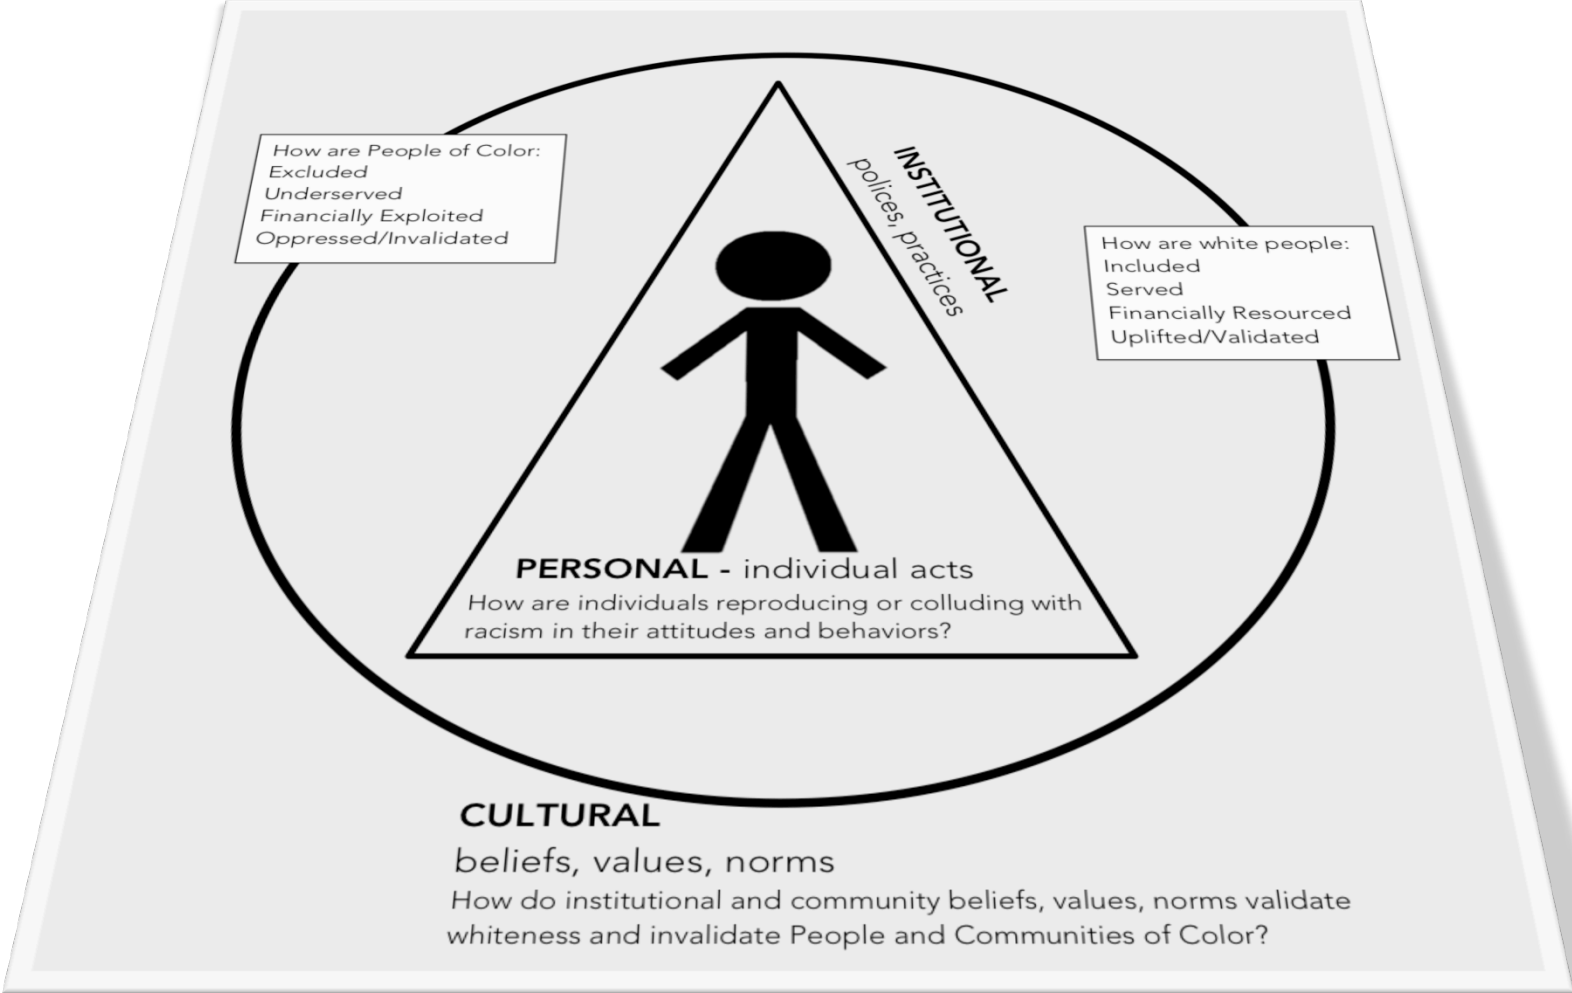 How are People of Color:
Excluded
Underserved
Financially Exploited
Oppressed/Invalidated
INSTITUTIONAL
polices, practices
How are white people:
Included
Served
Financially Resourced
Uplifted/Validated
PERSONAL - individual acts
How are individuals reproducing or colluding with
racism in their attitudes and behaviors?
CULTURAL
beliefs, values, norms
How do institutional and community beliefs, values, norms validate
whiteness and invalidate People and Communities of Color?